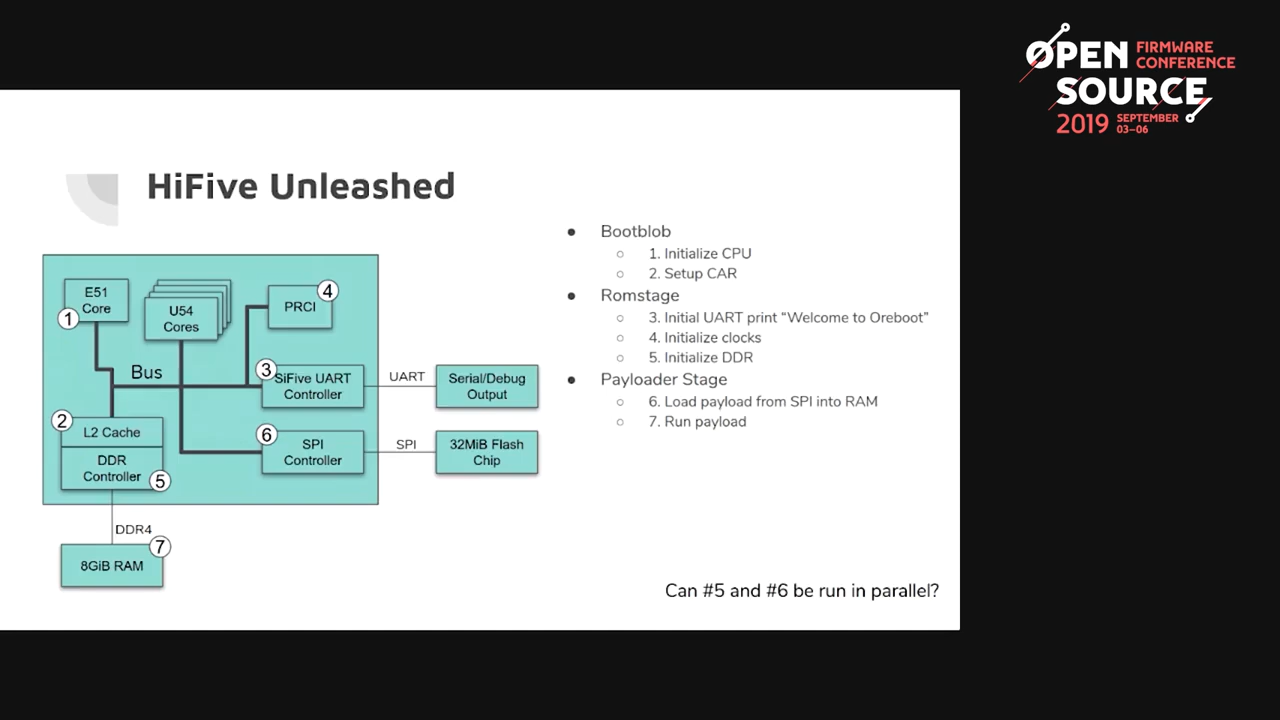 OPEN FIRMWARE
CONFERENCE
SOURCE
2019 SEPTEMBER
03–06
HiFive Unleashed
E51
Core
1
U54
Cores
PRCI
4
Bus
3
SiFive UART
Controller
UART
Serial/Debug
Output
2
L2 Cache
DDR
Controller
5
6
SPI
Controller
SPI
32MiB Flash
Chip
DDR4
7
8GiB RAM
● Bootblob
○ 1. Initialize CPU
○ 2. Setup CAR
● Romstage
○ 3. Initial UART print “Welcome to Oreboot”
○ 4. Initialize clocks
○ 5. Initialize DDR
● Payloader Stage
○ 6. Load payload from SPI into RAM
○ 7. Run payload
Can #5 and #6 be run in parallel?